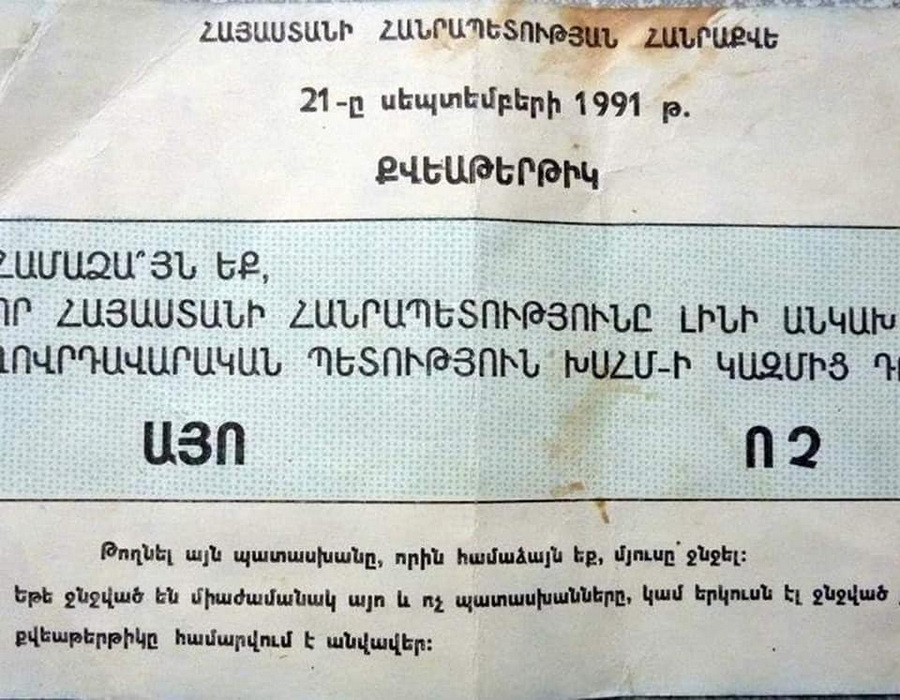 ՀԱՅԱՍՏԱՆԻ ՀԱՆՐԱՊԵՏՈՒԹՅԱՆ ՀԱՆՐԱՔՎԵ
21-ը սեպտեմբերի 1991 թ.
ՔՎԵԱԹԵՐԹԻԿ
ՀԱՄԱՁԱ՞ՅՆ ԵՔ,
ՈՐ ՀԱՅԱՍՏԱՆԻ ՀԱՆՐԱՊԵՏՈՒԹՅՈՒՆԸ ԼԻՆԻ ԱՆԿԱԽ
ԺՈՎՐԴԱՎԱՐԱԿԱՆ ՊԵՏՈՒԹՅՈՒՆ ԽՍՀՄ-Ի ԿԱԶՄԻՑ
ԱՅՈ ՈՉ
Թողնել այն պատասխանը, որին համաձայն եք, մյուսը՝ ջնջել:
Եթե ջնջված են միաժամանակ այո և ոչ պատասխանները, կամ երկուսն էլ ջնջված
քվեաթերթիկը համարվում է անվավեր: